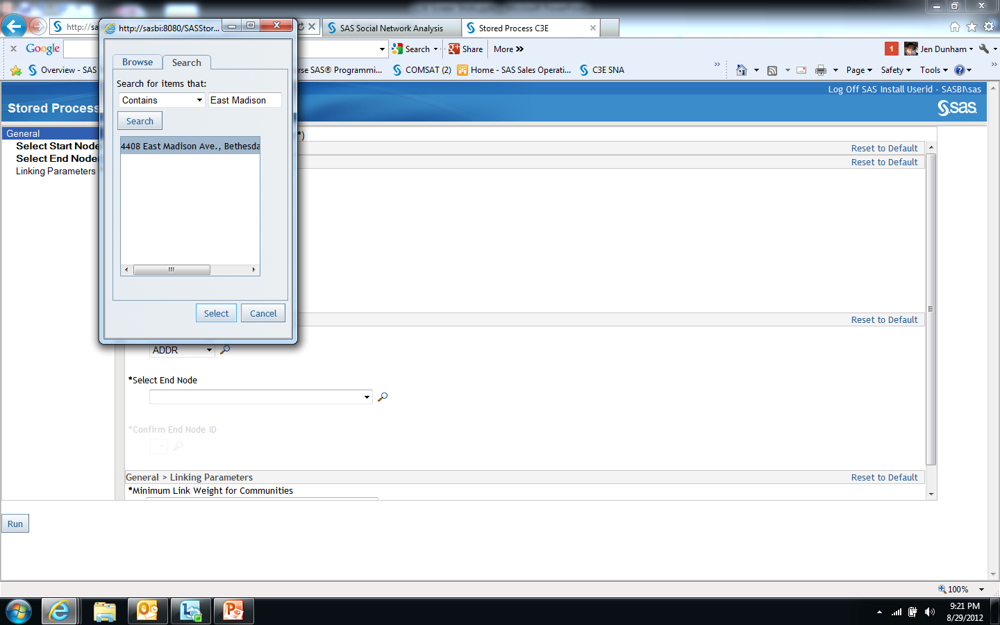 http://sa
http://sasbi:8080/SASStor...
SAS Social Network Analysis
Stored Process C3E
Google
Search
Share
More
1
Jen Dunham
Overview - SAS
rse SAS® Programmi...
COMSAT (2)
Home - SAS Sales Operati...
C3E SNA
Page
Safety
Tools
Log Off SAS Install Userid - SASBI\sas
Stored Process
sas
Browse
Search
Search for items that:
Contains
East Madison
Search
4408 East Madison Ave., Bethesda
Select
Cancel
General
Select Start Node
Select End Node
Linking Parameters
*)
Reset to Default
Reset to Default
Reset to Default
ADDR
*Select End Node
*Confirm End Node ID
General > Linking Parameters
Reset to Default
*Minimum Link Weight for Communities
Run
100%
9:21 PM
8/29/2012